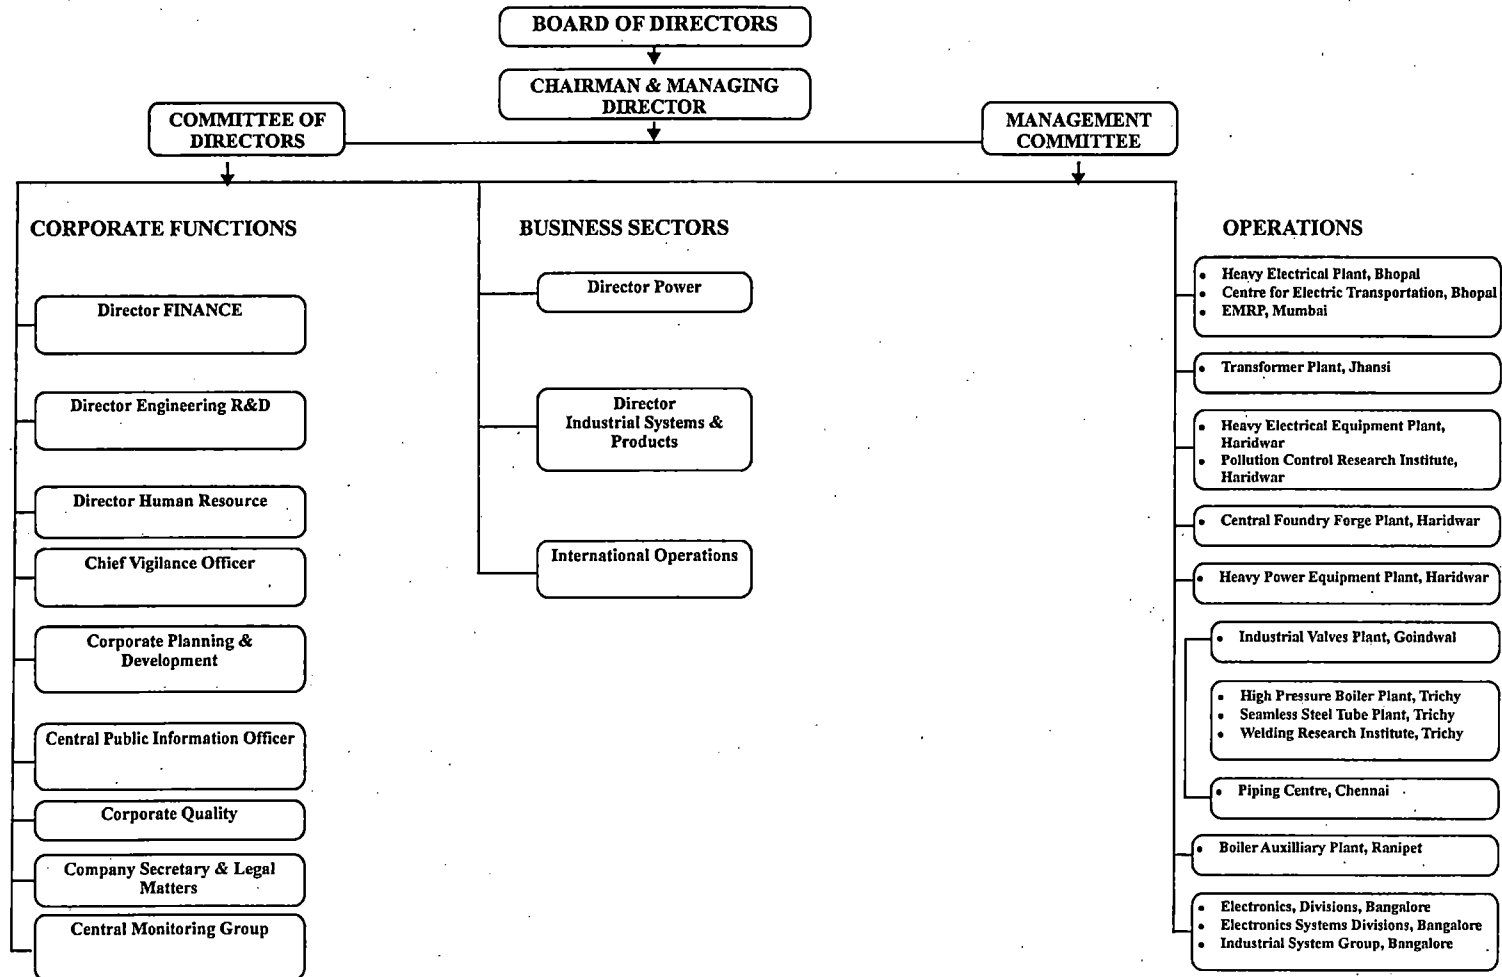 BOARD OF DIRECTORS
CHAIRMAN & MANAGING
DIRECTOR
COMMITTEE OF
DIRECTORS
MANAGEMENT
COMMITTEE
CORPORATE FUNCTIONS
Director FINANCE
Director Engineering R&D
Director Human Resource
Chief Vigilance Officer
Corporate Planning &
Development
Central Public Information Officer
Corporate Quality
Company Secretary & Legal
Matters
Central Monitoring Group
BUSINESS SECTORS
Director Power
Director
Industrial Systems &
Products
International Operations
OPERATIONS
• Heavy Electrical Plant, Bhopal
• Centre for Electric Transportation, Bhopal
• EMRP, Mumbai
• Transformer Plant, Jhansi
• Heavy Electrical Equipment Plant,
Haridwar
• Pollution Control Research Institute,
Haridwar
• Central Foundry Forge Plant, Haridwar
• Heavy Power Equipment Plant, Haridwar
• Industrial Valves Plant, Goindwal
• High Pressure Boiler Plant, Trichy
• Seamless Steel Tube Plant, Trichy
• Welding Research Institute, Trichy
• Piping Centre, Chennai
• Boiler Auxilliary Plant, Ranipet
• Electronics, Divisions, Bangalore
• Electronics Systems Divisions, Bangalore
• Industrial System Group, Bangalore